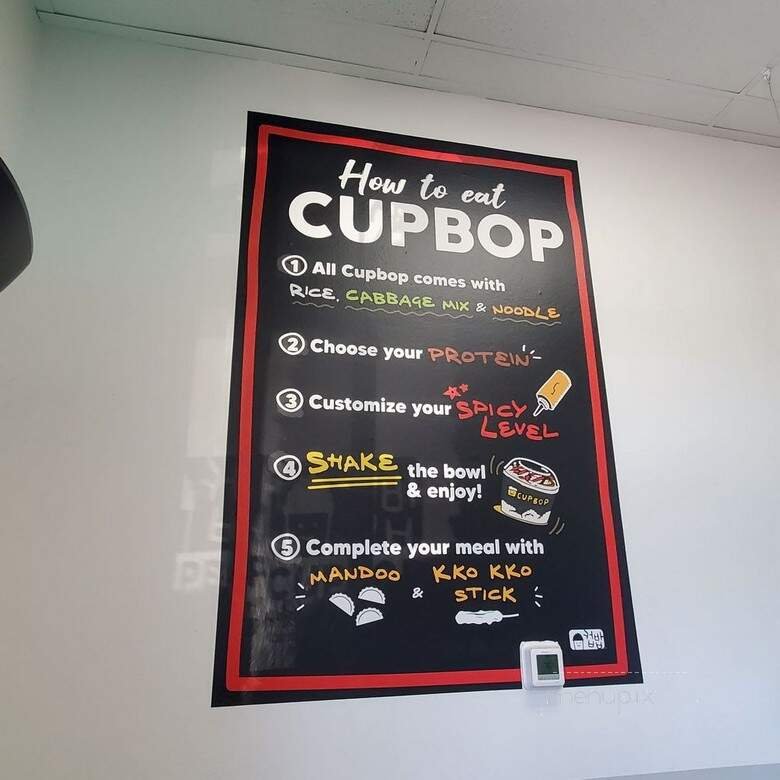 How to eat
CUPBOP
1 All Cupbop comes with
RICE, CABBAGE MIX & NOODLE
2 Choose your PROTEIN
3 Customize your SPICY
LEVEL
4 SHAKE the bowl
& enjoy!
CUPBOP
5 Complete your meal with
MANDOO & KKO KKO
STICK
menupix